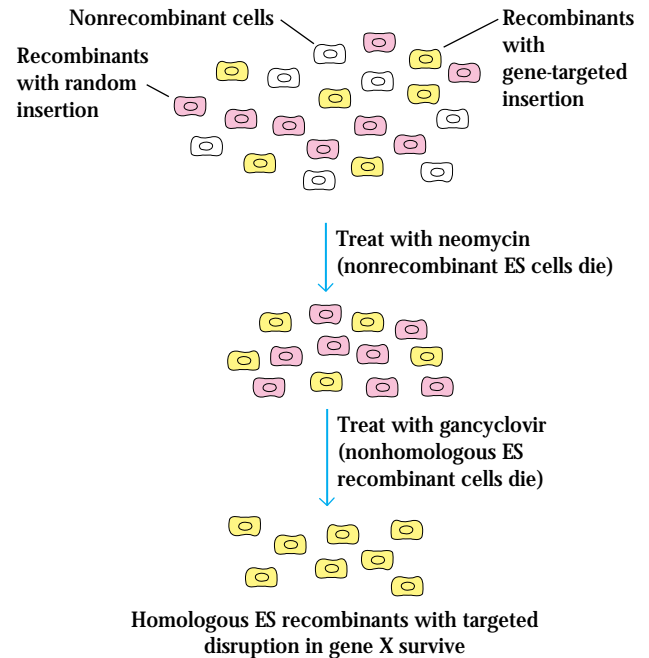 Nonrecombinant cells
Recombinants
with random
insertion
Recombinants
with
gene-targeted
insertion
Treat with neomycin
(nonrecombinant ES cells die)
Treat with gancyclovir
(nonhomologous ES
recombinant cells die)
Homologous ES recombinants with targeted
disruption in gene X survive